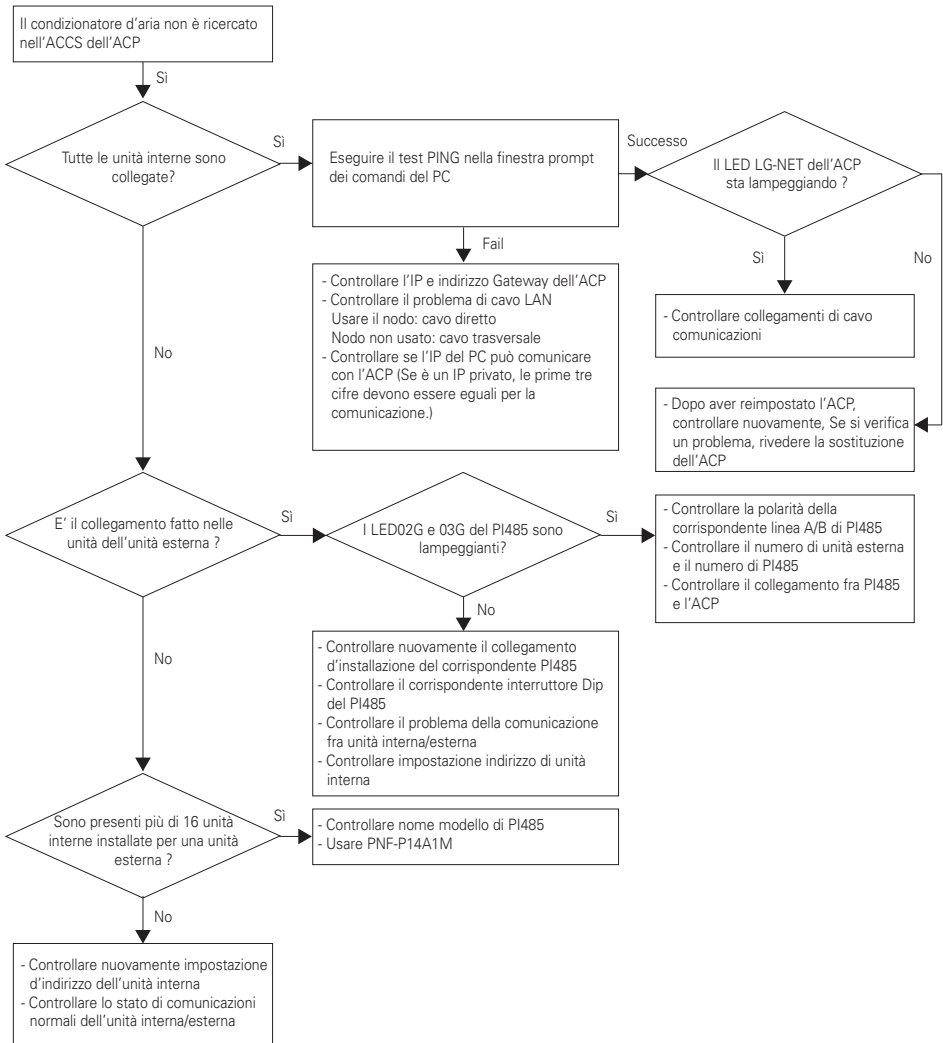 Il condizionatore d'aria non è ricercato
nell'ACCS dell'ACP
Sì
Tutte le unità interne sono
collegate?
Sì
Eseguire il test PING nella finestra prompt
dei comandi del PC
Successo
Il LED LG-NET dell'ACP
sta lampeggiando ?
Fail
Sì
No
- Controllare l'IP e indirizzo Gateway dell'ACP
- Controllare il problema di cavo LAN
Usare il nodo: cavo diretto
Nodo non usato: cavo trasversale
- Controllare se l'IP del PC può comunicare
con l'ACP (Se è un IP privato, le prime tre
cifre devono essere eguali per la
comunicazione.)
- Controllare collegamenti di cavo
comunicazioni
No
- Dopo aver reimpostato l'ACP,
controllare nuovamente, Se si verifica
un problema, rivedere la sostituzione
dell'ACP
E' il collegamento fatto nelle
unità dell'unità esterna ?
Sì
I LED02G e 03G del PI485 sono
lampeggianti?
Sì
- Controllare la polarità della
corrispondente linea A/B di PI485
- Controllare il numero di unità esterna
e il numero di PI485
- Controllare il collegamento fra PI485
e l'ACP
No
No
- Controllare nuovamente il collegamento
d'installazione del corrispondente PI485
- Controllare il corrispondente interruttore Dip
del PI485
- Controllare il problema della comunicazione
fra unità interna/esterna
- Controllare impostazione indirizzo di unità
interna
Sono presenti più di 16 unità
interne installate per una unità
esterna ?
Sì
- Controllare nome modello di PI485
- Usare PNF-P14A1M
No
- Controllare nuovamente impostazione
d'indirizzo dell'unità interna
- Controllare lo stato di comunicazioni
normali dell'unità interna/esterna